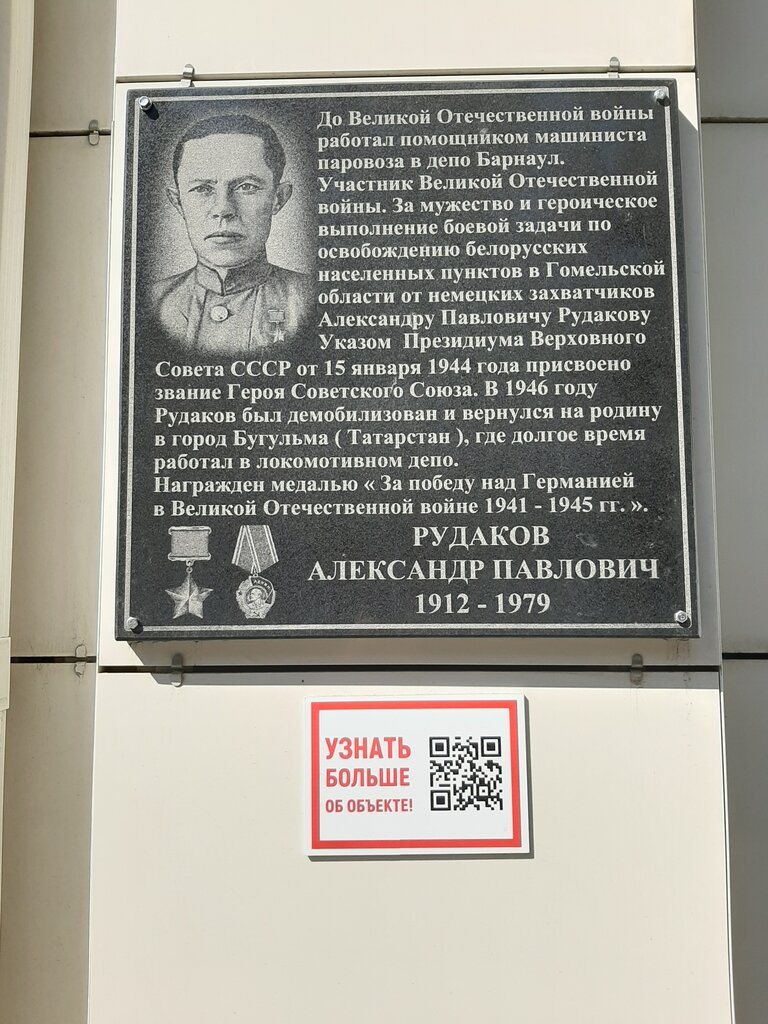 До Великой Отечественной войны
работал помощником машиниста
паровоза в депо Барнаул.
Участник Великой Отечественной
войны. За мужество и героическое
выполнение боевой задачи по
освобождению белорусских
населенных пунктов в Гомельской
области от немецких захватчиков
Александру Павловичу Рудакову
Указом Президиума Верховного
Совета СССР от 15 января 1944 года присвоено
звание Героя Советского Союза. В 1946 году
Рудаков был демобилизован и вернулся на родину
в город Бугульма ( Татарстан ), где долгое время
работал в локомотивном депо.
Награжден медалью « За победу над Германией
в Великой Отечественной войне 1941 - 1945 гг. ».
РУДАКОВ
АЛЕКСАНДР ПАВЛОВИЧ
1912 - 1979
УЗНАТЬ
БОЛЬШЕ
ОБ ОБЪЕКТЕ!